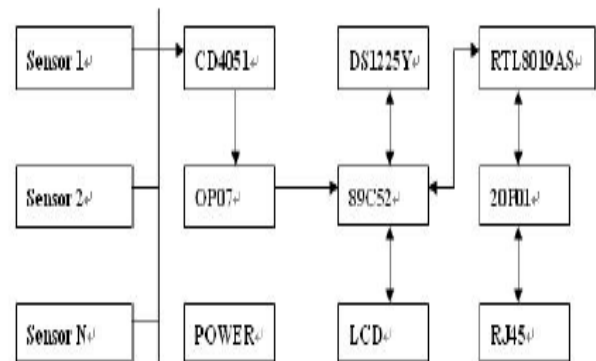 Sensor 1 CD4051 DS1225Y RTL8019AS
Sensor 2 OP07 89C52 20F01
Sensor N POWER LCD RJ45